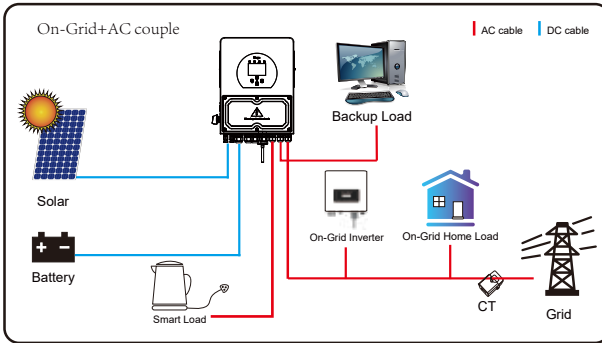 On-Grid+AC couple
AC cable
DC cable
Backup Load
Solar
On-Grid Inverter
On-Grid Home Load
Battery
CT
Grid
Smart Load